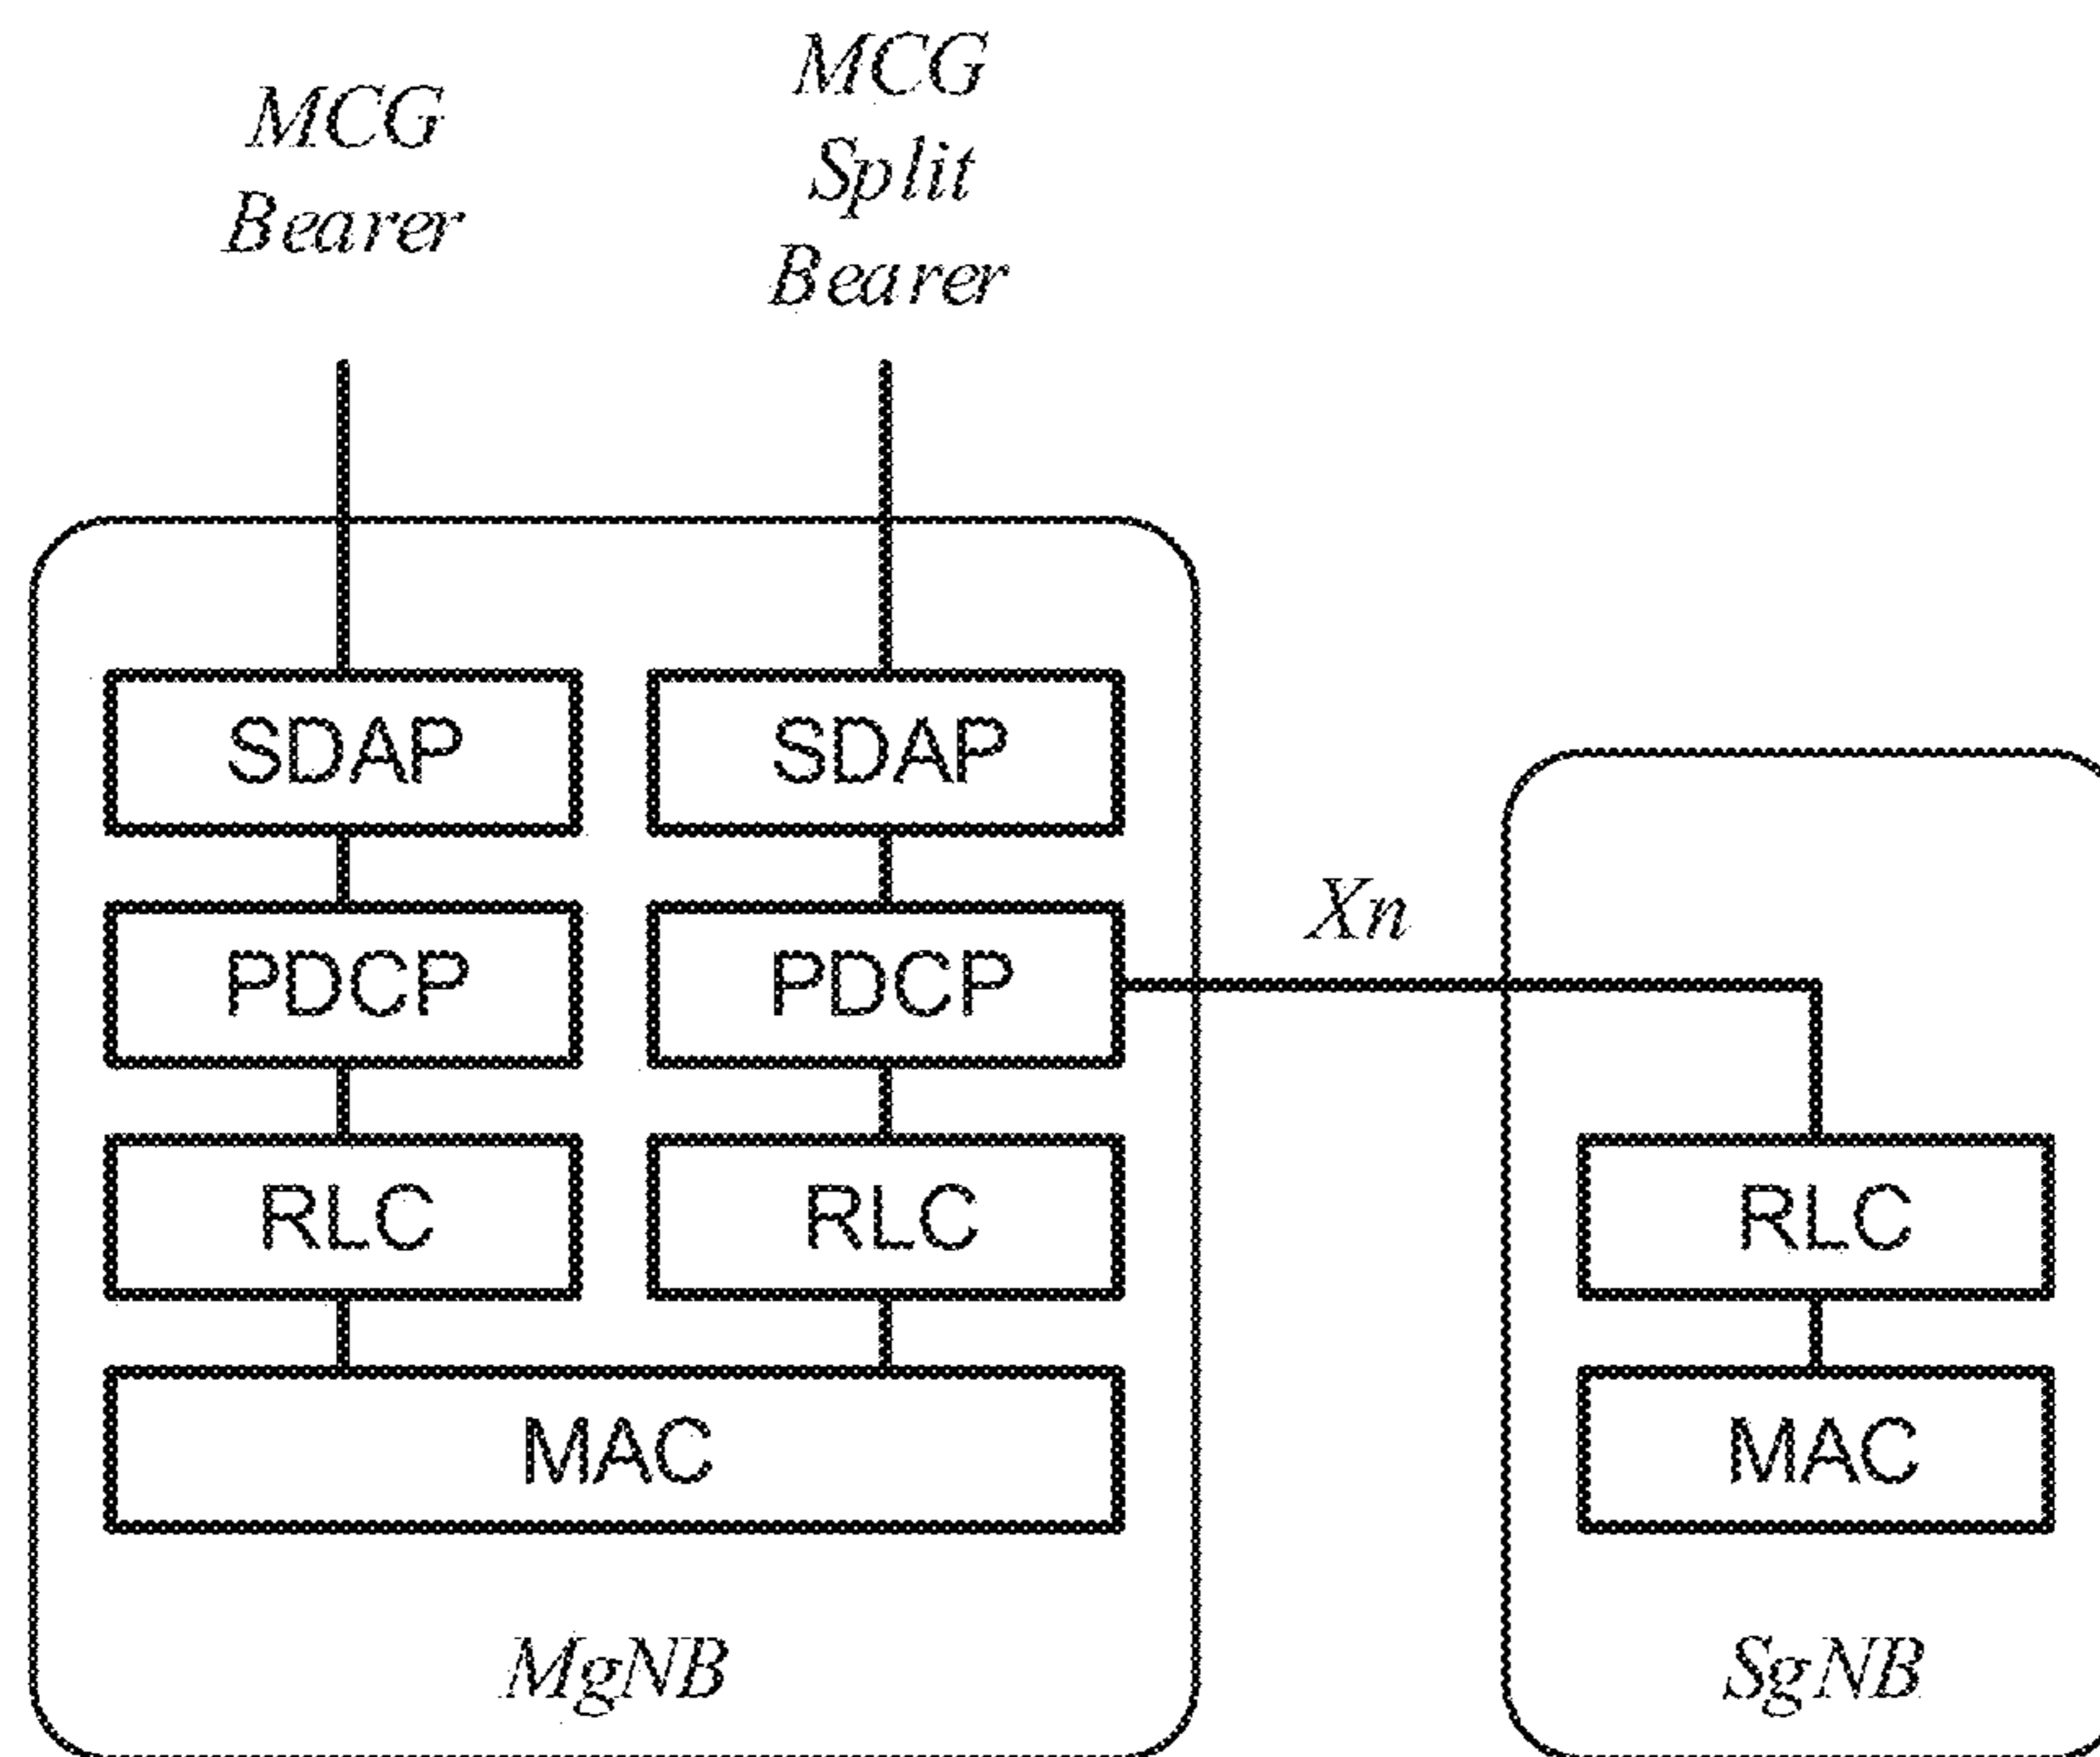 MCG
Bearer
MCG
Split
Bearer
SDAP
SDAP
PDCP
PDCP
Xn
RLC
RLC
RLC
MAC
MAC
MgNB
SgNB